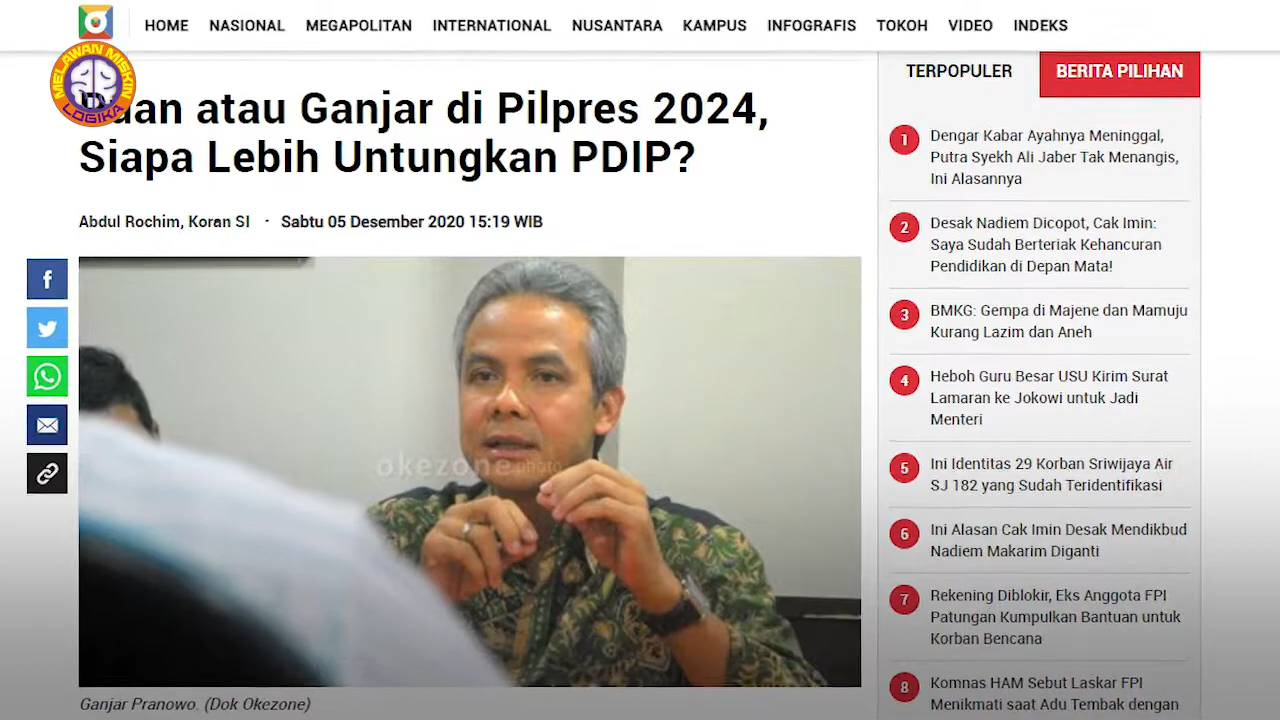 HOME NASIONAL MEGAPOLITAN INTERNATIONAL NUSANTARA KAMPUS INFOGRAFIS TOKOH VIDEO INDEKS
MELAWAN MISKIN
LOGIKA
atau Ganjar di Pilpres 2024,
Siapa Lebih Untungkan PDIP?
Abdul Rochim, Koran SI · Sabtu 05 Desember 2020 15:19 WIB
okezone photo
Ganjar Pranowo. (Dok Okezone)
TERPOPULER BERITA PILIHAN
1 Dengar Kabar Ayahnya Meninggal,
Putra Syekh Ali Jaber Tak Menangis,
Ini Alasannya
2 Desak Nadiem Dicopot, Cak Imin:
Saya Sudah Berteriak Kehancuran
Pendidikan di Depan Mata!
3 BMKG: Gempa di Majene dan Mamuju
Kurang Lazim dan Aneh
4 Heboh Guru Besar USU Kirim Surat
Lamaran ke Jokowi untuk Jadi
Menteri
5 Ini Identitas 29 Korban Sriwijaya Air
SJ 182 yang Sudah Teridentifikasi
6 Ini Alasan Cak Imin Desak Mendikbud
Nadiem Makarim Diganti
7 Rekening Diblokir, Eks Anggota FPI
Patungan Kumpulkan Bantuan untuk
Korban Bencana
8 Komnas HAM Sebut Laskar FPI
Menikmati saat Adu Tembak dengan